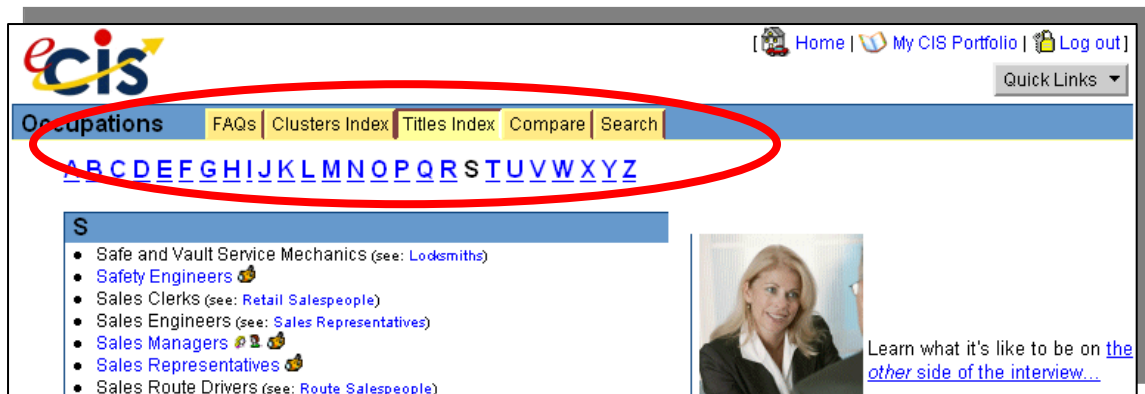 eCIS
[ Home | My CIS Portfolio | Log out ]
Quick Links
Occupations FAQs Clusters Index Titles Index Compare Search
A B C D E F G H I J K L M N O P Q R S T U V W X Y Z
S
Safe and Vault Service Mechanics (see: Locksmiths)
Safety Engineers
Sales Clerks (see: Retail Salespeople)
Sales Engineers (see: Sales Representatives)
Sales Managers
Sales Representatives
Sales Route Drivers (see: Route Salespeople)
Learn what it's like to be on the
other side of the interview...